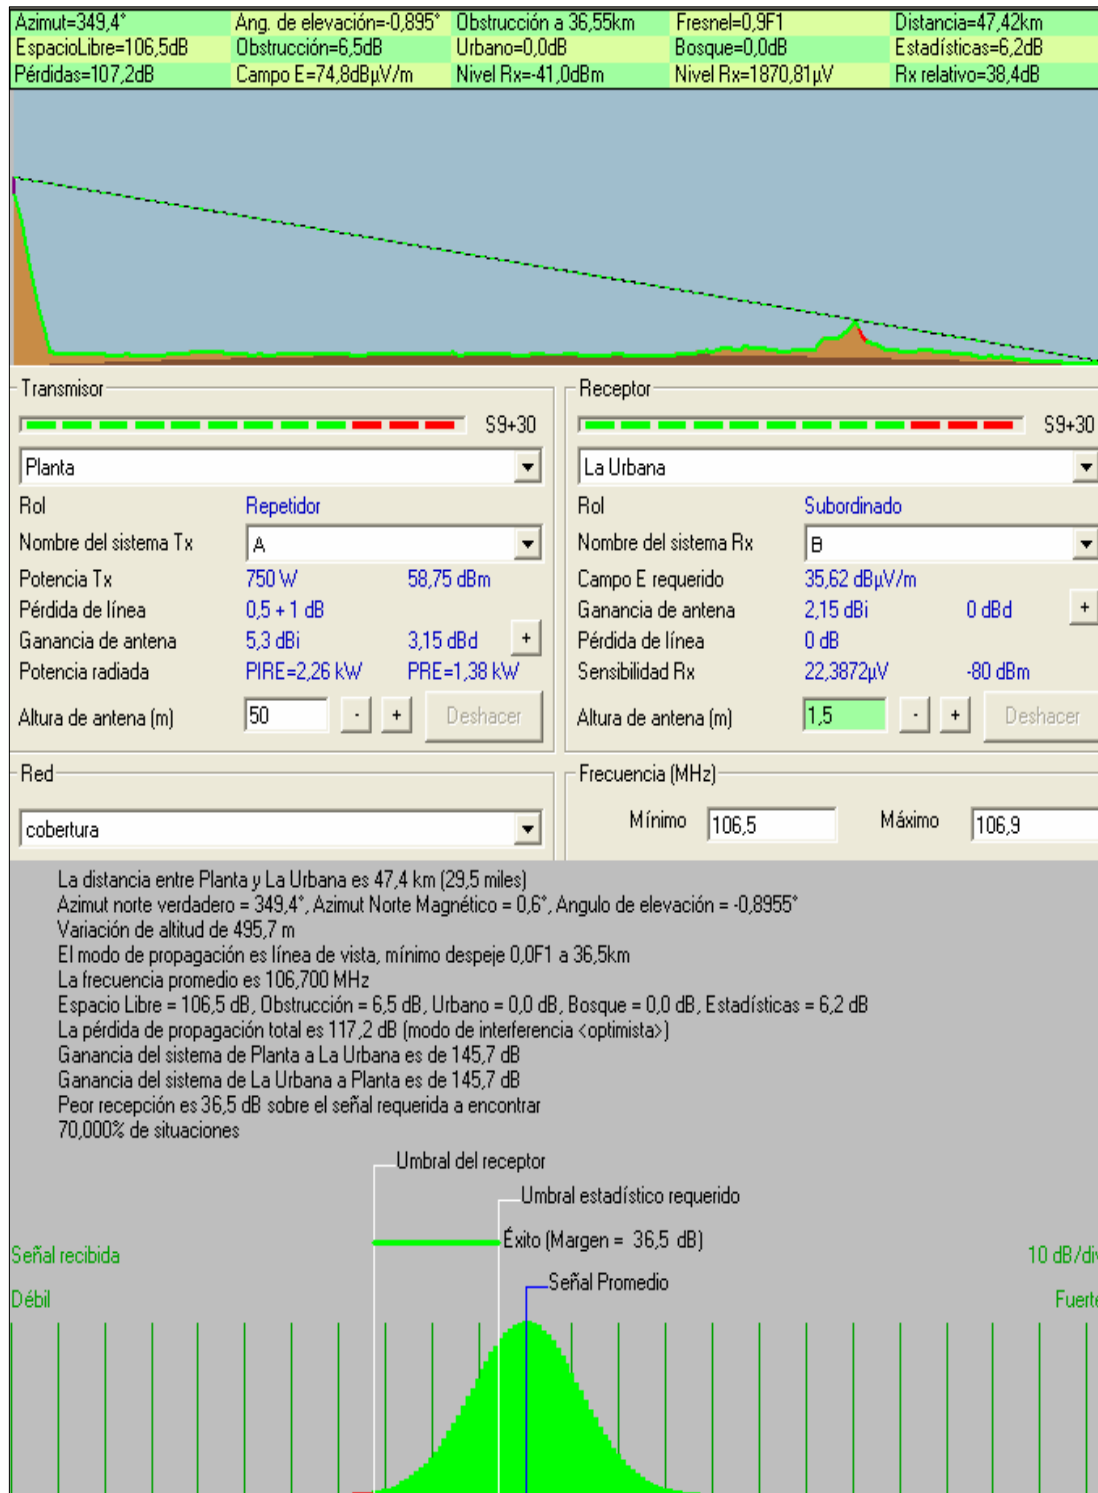 Azimut=349,4° Ang. de elevación=-0,895° Obstrucción a 36,55km Fresnel=0,9F1 Distancia=47,42km
EspacioLibre=106,5dB Obstrucción=6,5dB Urbano=0,0dB Bosque=0,0dB Estadísticas=6,2dB
Pérdidas=107,2dB Campo E=74,8dBµV/m Nivel Rx=-41,0dBm Nivel Rx=1870,81µV Rx relativo=38,4dB
Transmisor
S9+30
Planta
Rol Repetidor
Nombre del sistema Tx A
Potencia Tx 750 W 58,75 dBm
Pérdida de línea 0,5 + 1 dB
Ganancia de antena 5,3 dBi 3,15 dBd +
Potencia radiada PIRE=2,26 kW PRE=1,38 kW
Altura de antena (m) 50 - + Deshacer
Receptor
S9+30
La Urbana
Rol Subordinado
Nombre del sistema Rx B
Campo E requerido 35,62 dBµV/m
Ganancia de antena 2,15 dBi 0 dBd +
Pérdida de línea 0 dB
Sensibilidad Rx 22,3872µV -80 dBm
Altura de antena (m) 1,5 - + Deshacer
Red
cobertura
Frecuencia (MHz)
Mínimo 106,5 Máximo 106,9
La distancia entre Planta y La Urbana es 47,4 km (29,5 miles)
Azimut norte verdadero = 349,4°, Azimut Norte Magnético = 0,6°, Angulo de elevación = -0,8955°
Variación de altitud de 495,7 m
El modo de propagación es línea de vista, mínimo despeje 0,0F1 a 36,5km
La frecuencia promedio es 106,700 MHz
Espacio Libre = 106,5 dB, Obstrucción = 6,5 dB, Urbano = 0,0 dB, Bosque = 0,0 dB, Estadísticas = 6,2 dB
La pérdida de propagación total es 117,2 dB (modo de interferencia <optimista>)
Ganancia del sistema de Planta a La Urbana es de 145,7 dB
Ganancia del sistema de La Urbana a Planta es de 145,7 dB
Peor recepción es 36,5 dB sobre el señal requerida a encontrar
70,000% de situaciones
Umbral del receptor
Umbral estadístico requerido
Éxito (Margen = 36,5 dB)
Señal recibida 10 dB/div
Señal Promedio
Débil Fuerte